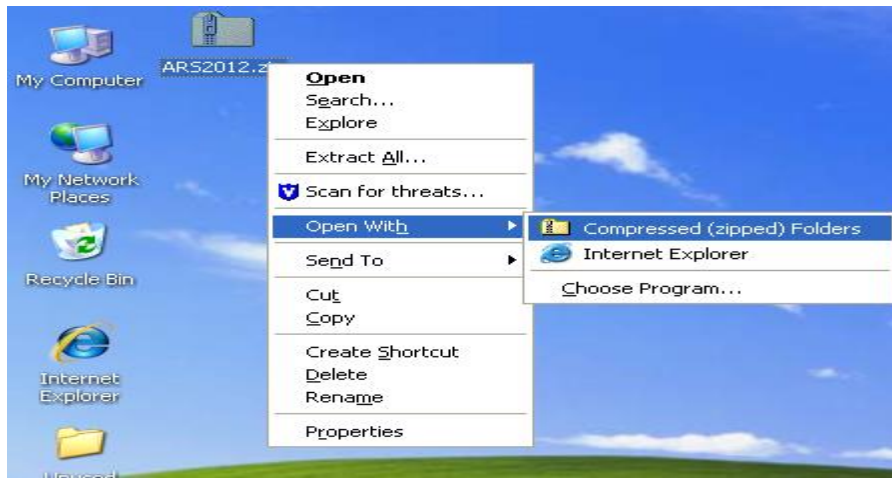 My Computer
ARS2012.z
My Network
Places
Recycle Bin
Internet
Explorer
Open
Search...
Explore
Extract All...
Scan for threats...
Open With
Send To
Cut
Copy
Create Shortcut
Delete
Rename
Properties
Compressed (zipped) Folders
Internet Explorer
Choose Program...